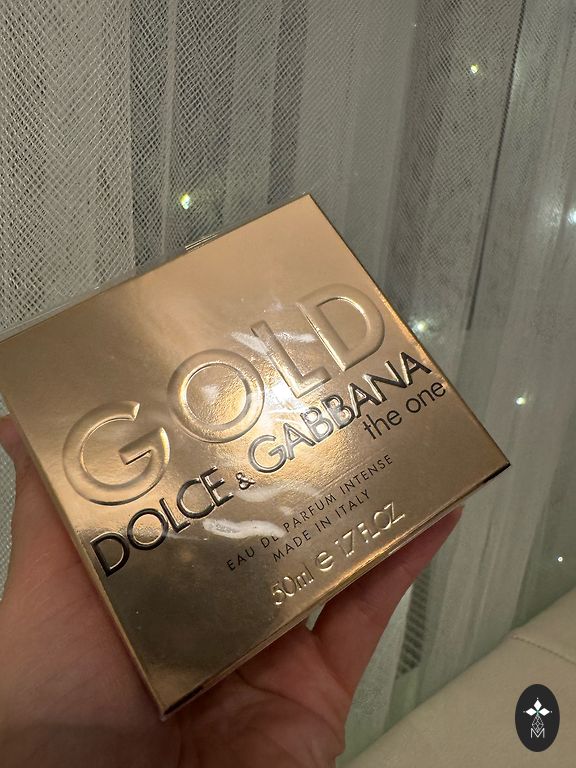 GOLD
DOLCE & GABBANA
the one
EAU DE PARFUM INTENSE
MADE IN ITALY
50ml e 1.7 FL.OZ.
M